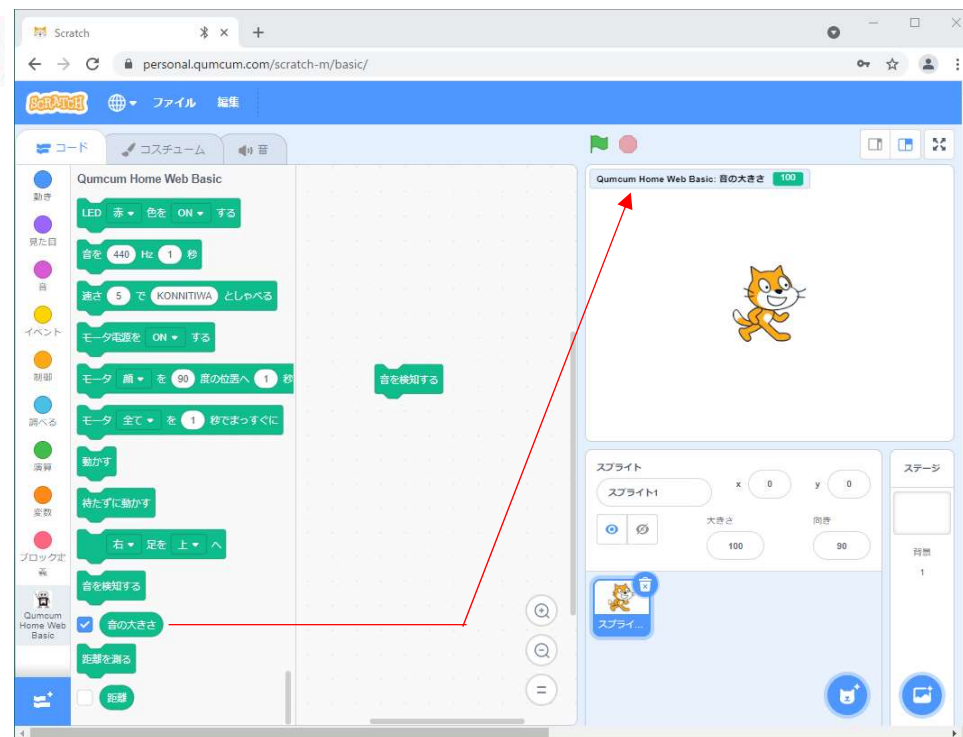 Scratch
personal.qumcum.com/scratch-m/basic/
SCRATCH ファイル 編集
コード コスチューム 音
動き
見た目
音
イベント
制御
調べる
演算
変数
ブロック定義
Qumcum Home Web Basic
Qumcum Home Web Basic
LED 赤 色を ON する
音を 440 Hz 1 秒
速さ 5 で KONNITIWA としゃべる
モータ電源を ON する
モータ 顔 を 90 度の位置へ 1 秒
モータ 全て を 1 秒でまっすぐに
動かす
待たずに動かす
右 足を 上 へ
音を検知する
音の大きさ
距離を測る
距離
音を検知する
Qumcum Home Web Basic: 音の大きさ 100
スプライト
スプライト1
x 0 y 0
大きさ 向き
100 90
スプライ...
ステージ
背景
1